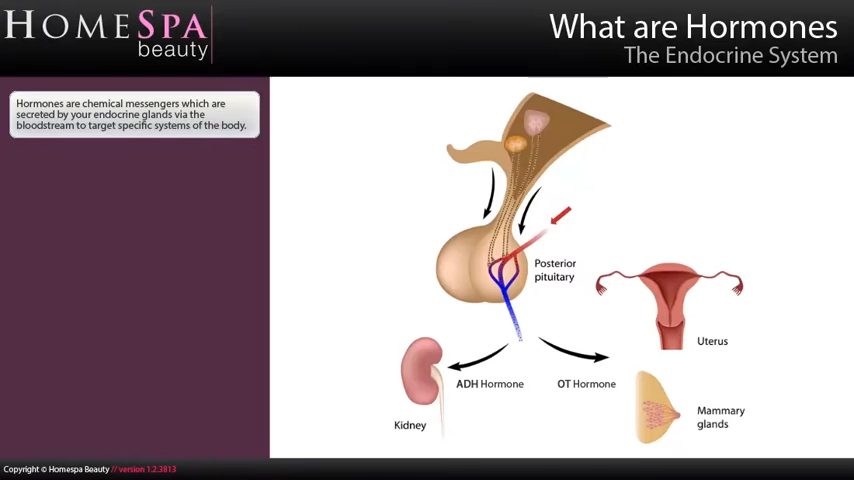 HOMESPA
beauty
What are Hormones
The Endocrine System
Hormones are chemical messengers which are
secreted by your endocrine glands via the
bloodstream to target specific systems of the body.
Posterior
pituitary
Uterus
ADH Hormone
OT Hormone
Kidney
Mammary
glands
Copyright © Homespa Beauty // version 1.2.3813